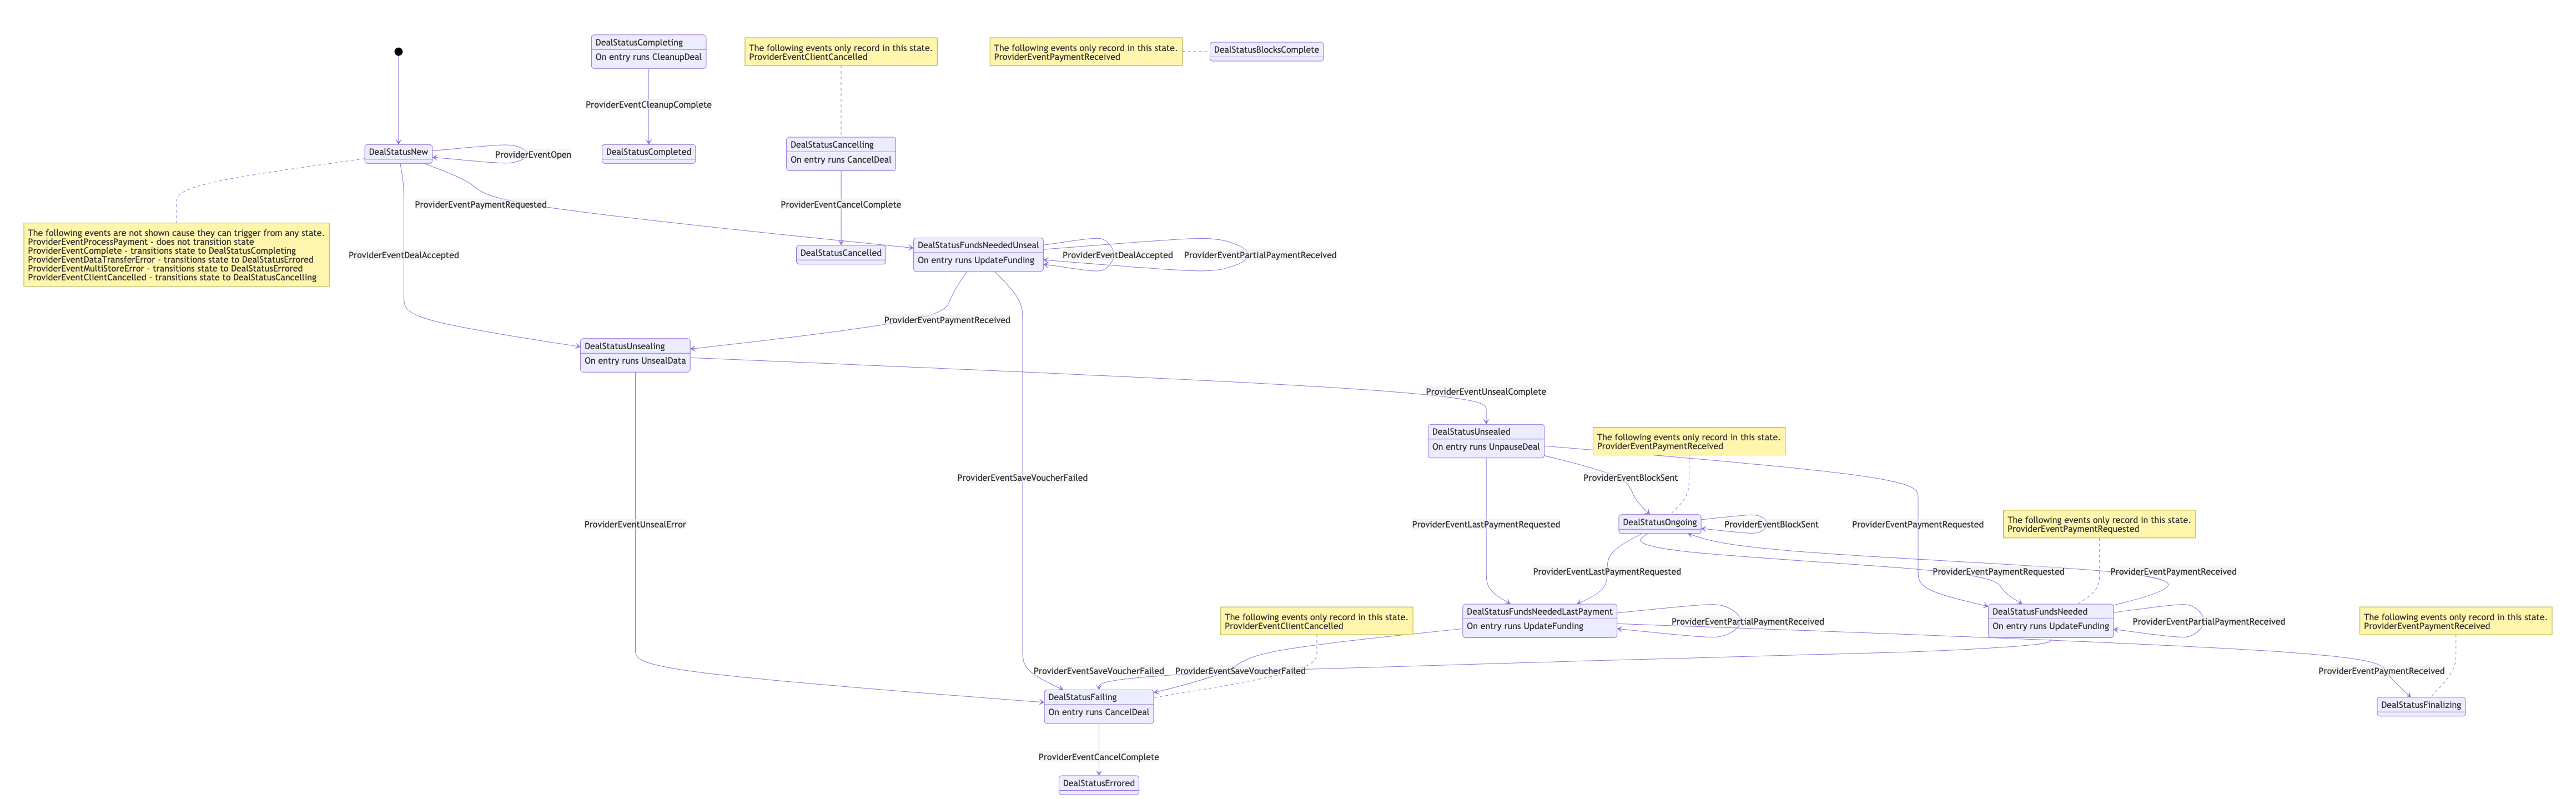 DealStatusCompleting
On entry runs CleanupDeal
The following events only record in this state.
ProviderEventClientCancelled
The following events only record in this state.
ProviderEventPaymentReceived
DealStatusBlocksComplete
ProviderEventCleanupComplete
DealStatusNew
ProviderEventOpen
DealStatusCompleted
DealStatusCancelling
On entry runs CancelDeal
ProviderEventPaymentRequested
ProviderEventCancelComplete
The following events are not shown cause they can trigger from any state.
ProviderEventProcessPayment - does not transition state
ProviderEventComplete - transitions state to DealStatusCompleting
ProviderEventDataTransferError - transitions state to DealStatusErrored
ProviderEventMultiStoreError - transitions state to DealStatusErrored
ProviderEventClientCancelled - transitions state to DealStatusCancelling
ProviderEventDealAccepted
DealStatusCancelled
DealStatusFundsNeededUnseal
On entry runs UpdateFunding
ProviderEventDealAccepted
ProviderEventPartialPaymentReceived
ProviderEventPaymentReceived
DealStatusUnsealing
On entry runs UnsealData
ProviderEventUnsealComplete
DealStatusUnsealed
On entry runs UnpauseDeal
The following events only record in this state.
ProviderEventPaymentReceived
ProviderEventSaveVoucherFailed
ProviderEventBlockSent
ProviderEventUnsealError
ProviderEventLastPaymentRequested
DealStatusOngoing
ProviderEventBlockSent
ProviderEventPaymentRequested
The following events only record in this state.
ProviderEventPaymentRequested
ProviderEventLastPaymentRequested
ProviderEventPaymentRequested
ProviderEventPaymentReceived
The following events only record in this state.
ProviderEventClientCancelled
DealStatusFundsNeededLastPayment
On entry runs UpdateFunding
ProviderEventPartialPaymentReceived
DealStatusFundsNeeded
On entry runs UpdateFunding
ProviderEventPartialPaymentReceived
The following events only record in this state.
ProviderEventPaymentReceived
ProviderEventSaveVoucherFailed
ProviderEventSaveVoucherFailed
ProviderEventPaymentReceived
DealStatusFailing
On entry runs CancelDeal
DealStatusFinalizing
ProviderEventCancelComplete
DealStatusErrored